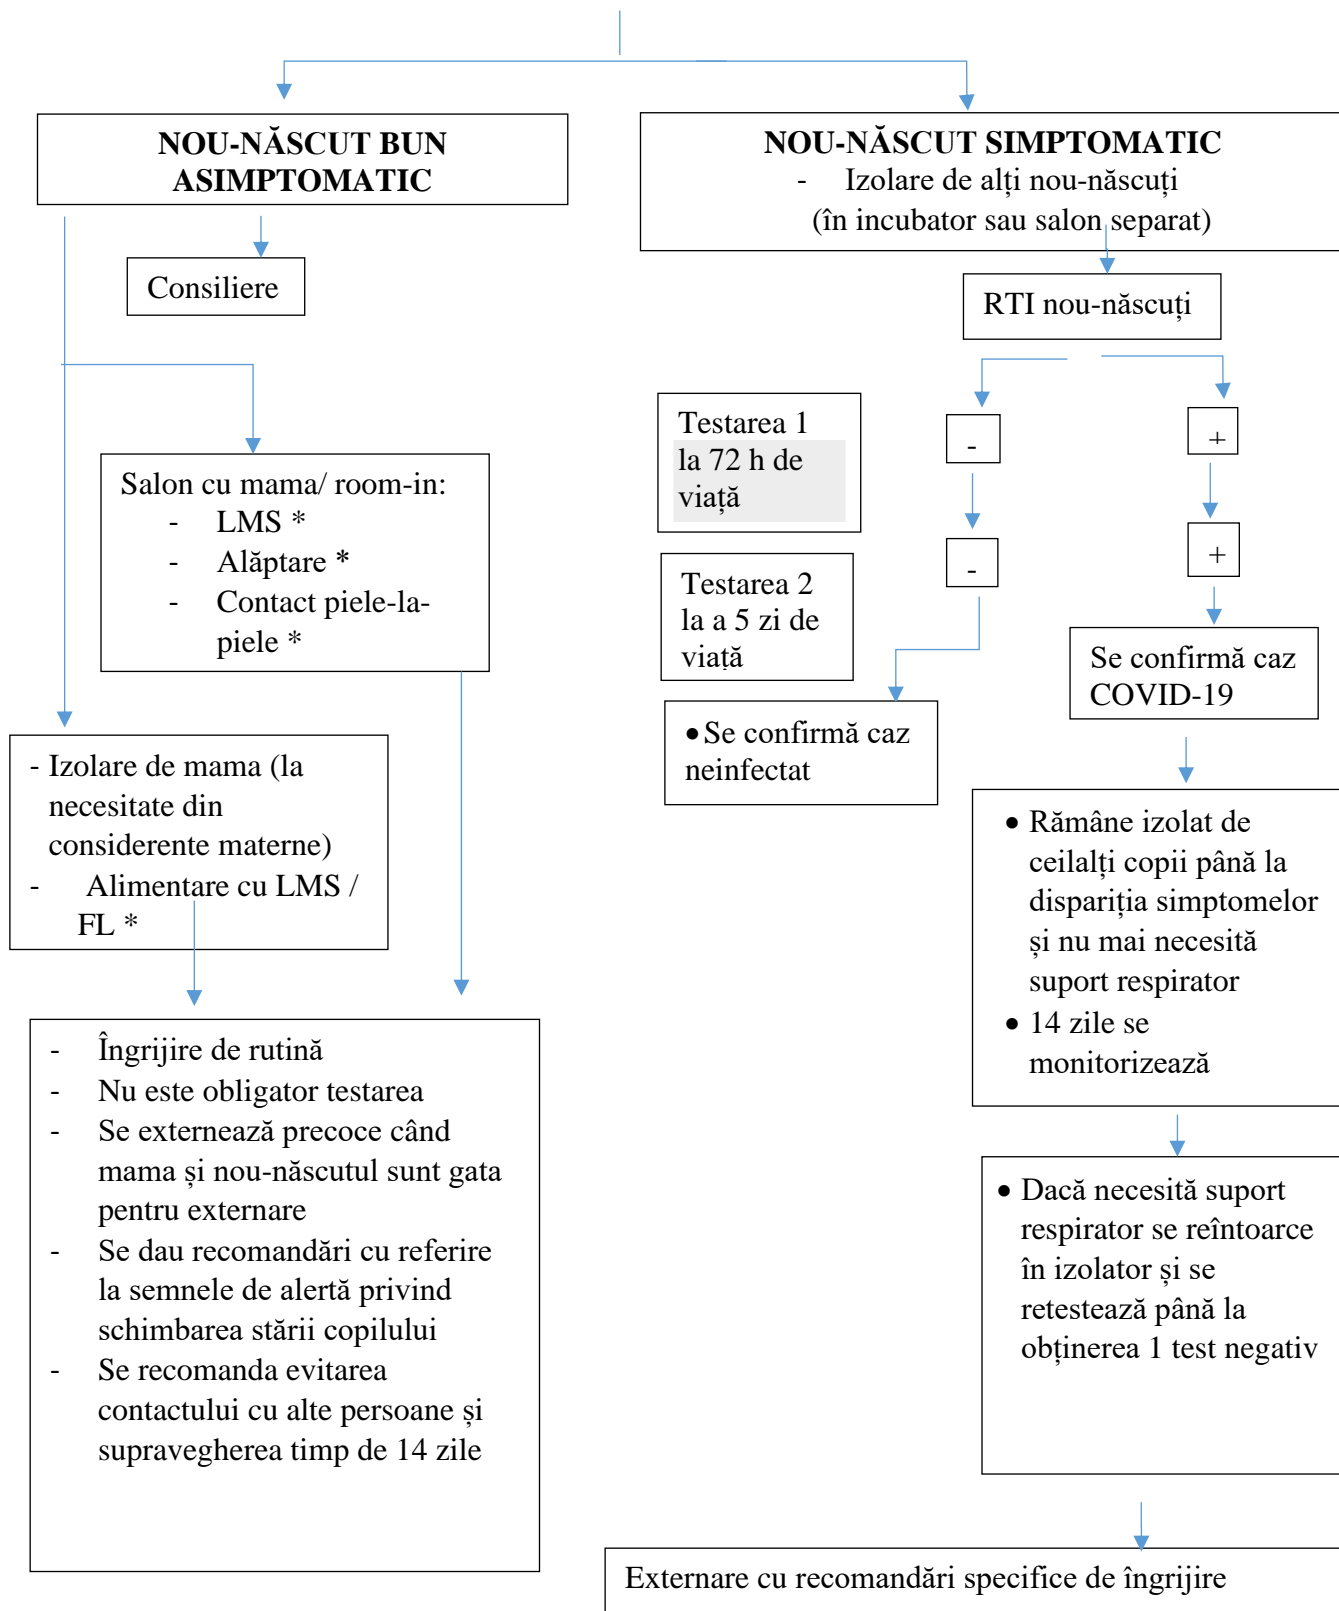 NOU-NĂSCUT BUN
ASIMPTOMATIC
Consiliere
Salon cu mama/ room-in:
- LMS *
- Alăptare *
- Contact piele-la-
piele *
- Izolare de mama (la
necesitate din
considerente materne)
- Alimentare cu LMS /
FL *
- Îngrijire de rutină
- Nu este obligator testarea
- Se externează precoce când
mama și nou-născutul sunt gata
pentru externare
- Se dau recomandări cu referire
la semnele de alertă privind
schimbarea stării copilului
- Se recomanda evitarea
contactului cu alte persoane și
supravegherea timp de 14 zile
NOU-NĂSCUT SIMPTOMATIC
- Izolare de alți nou-născuți
(în incubator sau salon separat)
RTI nou-născuți
Testarea 1
la 72 h de
viață
-
+
Testarea 2
la a 5 zi de
viață
-
+
• Se confirmă caz
neinfectat
Se confirmă caz
COVID-19
• Rămâne izolat de
ceilalți copii până la
dispariția simptomelor
și nu mai necesită
suport respirator
• 14 zile se
monitorizează
• Dacă necesită suport
respirator se reîntoarce
în izolator și se
retestează până la
obținerea 1 test negativ
Externare cu recomandări specifice de îngrijire